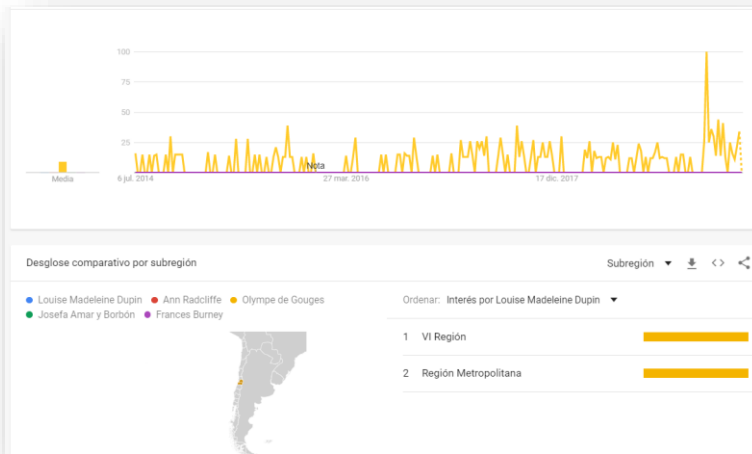 100
75
50
25
Nota
Media
6 jul. 2014
27 mar. 2016
17 dic. 2017
Desglose comparativo por subregión
Subregión
Louise Madeleine Dupin
Ann Radcliffe
Olympe de Gouges
Josefa Amar y Borbón
Frances Burney
Ordenar: Interés por Louise Madeleine Dupin
1 VI Región
2 Región Metropolitana